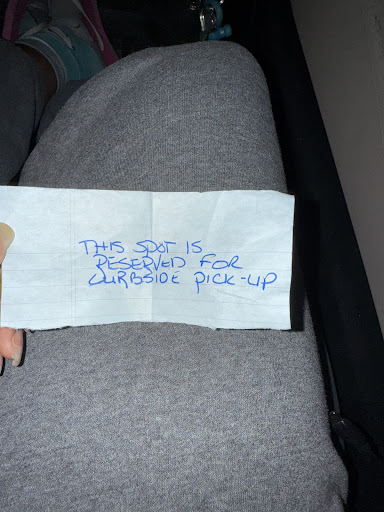 THIS SPOT IS
RESERVED FOR
CURBSIDE PICK-UP